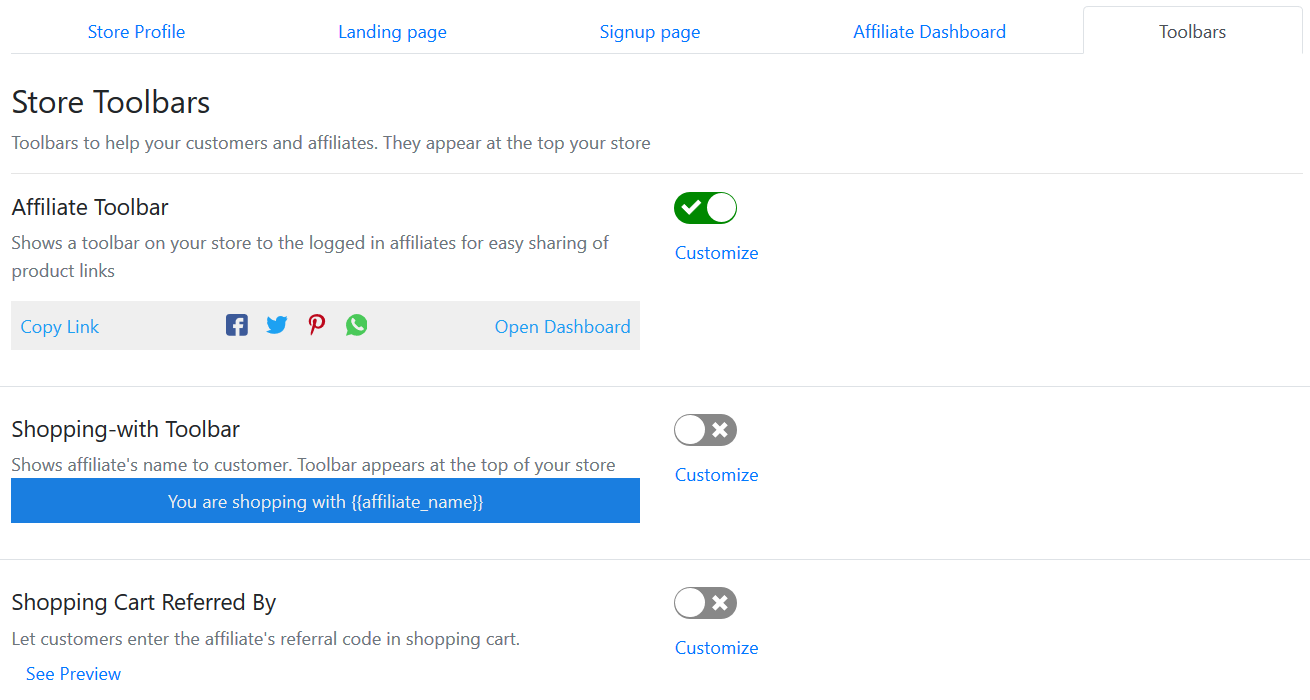 Store Profile
Landing page
Signup page
Affiliate Dashboard
Toolbars
Store Toolbars
Toolbars to help your customers and affiliates. They appear at the top your store
Affiliate Toolbar
Shows a toolbar on your store to the logged in affiliates for easy sharing of
product links
Customize
Copy Link
Open Dashboard
Shopping-with Toolbar
Shows affiliate's name to customer. Toolbar appears at the top of your store
Customize
You are shopping with {{affiliate_name}}
Shopping Cart Referred By
Let customers enter the affiliate's referral code in shopping cart.
Customize
See Preview